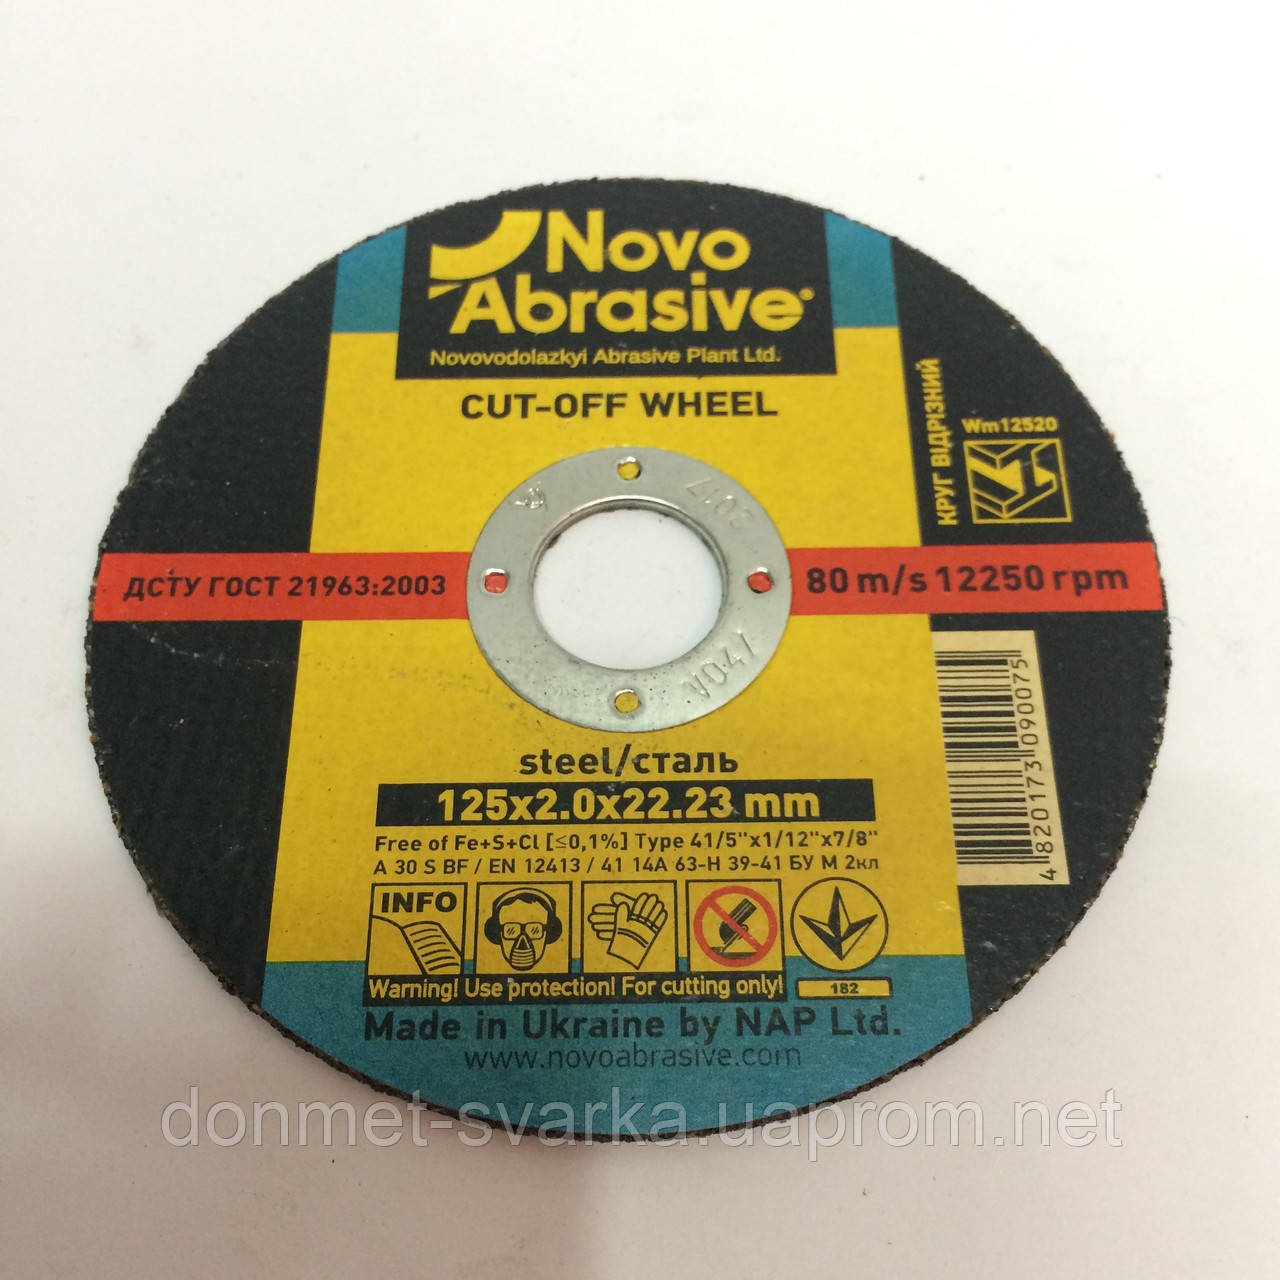 Novo
Abrasive®
Novovodolazkyi Abrasive Plant Ltd.
CUT-OFF WHEEL
КРУГ ВІДРІЗНИЙ
Wm12520
2017
V04/
ДСТУ ГОСТ 21963:2003
80 m/s 12250 rpm
4 820173 090075
steel/сталь
125x2.0x22.23 mm
Free of Fe+S+Cl [≤0,1%] Type 41/5"x1/12"x7/8"
A 30 S BF / EN 12413 / 41 14А 63-Н 39-41 БУ М 2кл
INFO
Warning! Use protection! For cutting only!
182
Made in Ukraine by NAP Ltd.
www.novoabrasive.com
donmet-svarka.uaprom.net